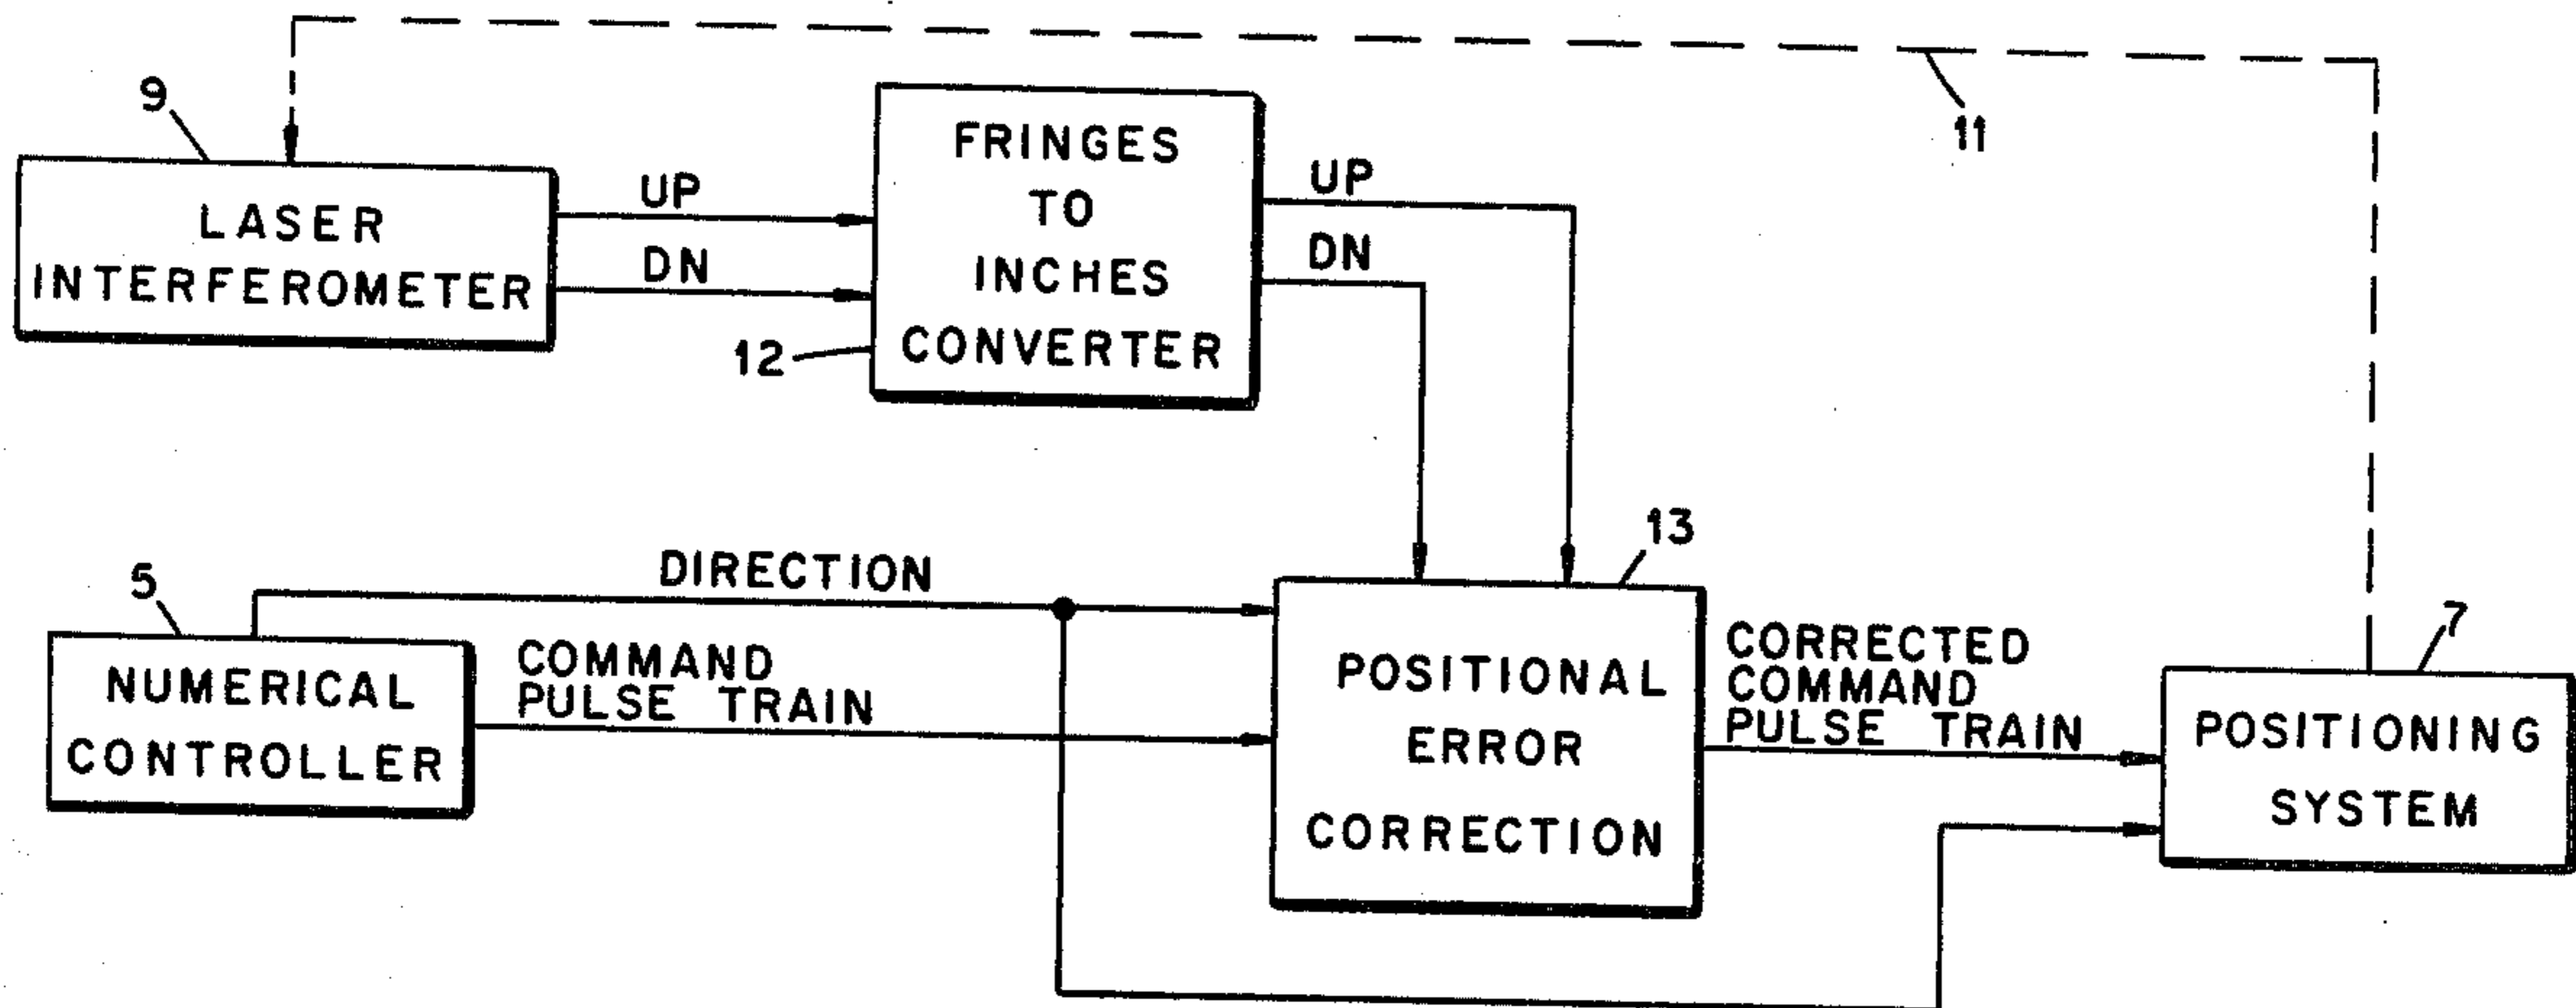 9
LASER
INTERFEROMETER
UP
DN
12
FRINGES
TO
INCHES
CONVERTER
UP
DN
11
5
NUMERICAL
CONTROLLER
DIRECTION
COMMAND
PULSE TRAIN
13
POSITIONAL
ERROR
CORRECTION
CORRECTED
COMMAND
PULSE TRAIN
7
POSITIONING
SYSTEM